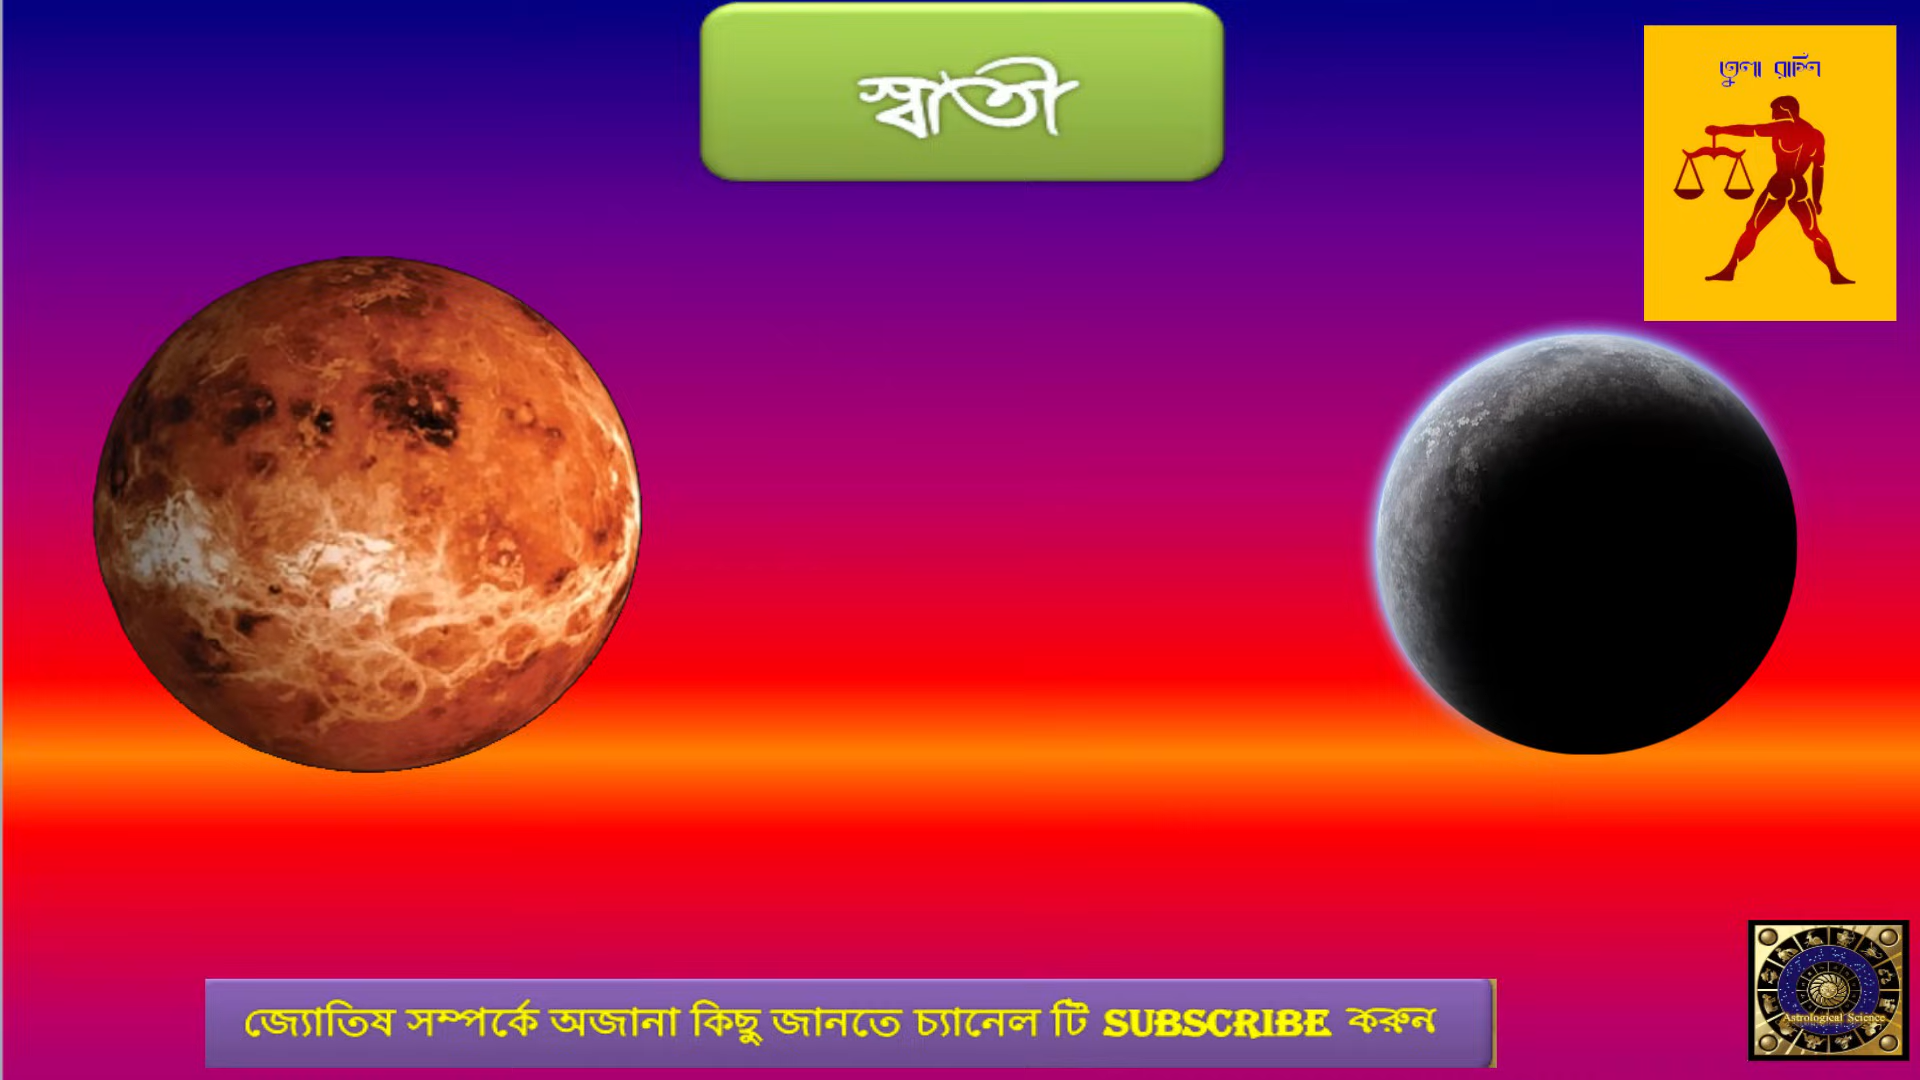 স্বাতী
তুলা রাশি
জ্যোতিষ সম্পর্কে অজানা কিছু জানতে চ্যানেল টি SUBSCRIBE করুন
Astrological Science